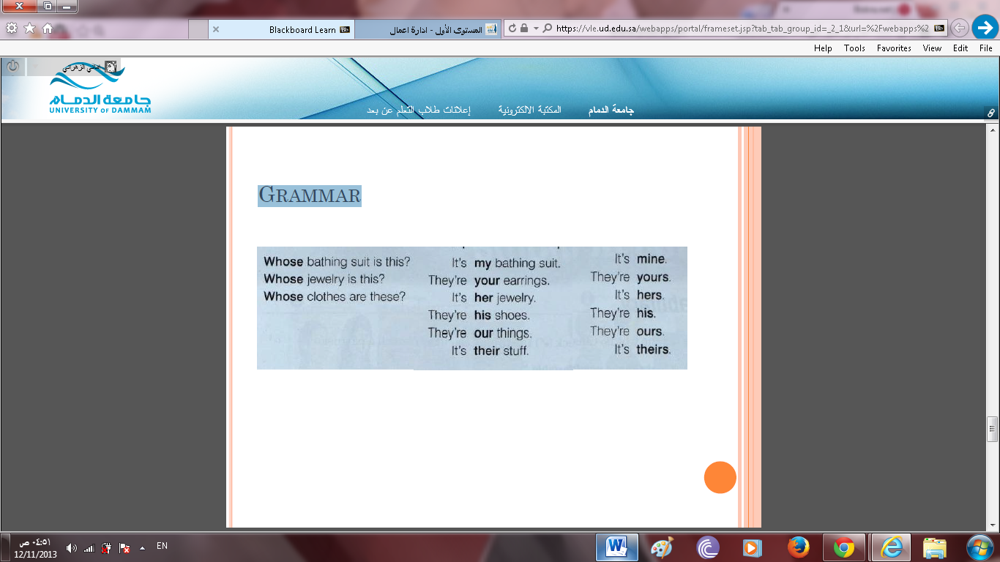 Blackboard Learn
المستوى الأول - ادارة اعمال
https://vle.ud.edu.sa/webapps/portal/frameset.jsp?tab_tab_group_id=_2_1&url=%2Fwebapps%2
Help Tools Favorites View Edit File
جامعة الدمام
UNIVERSITY OF DAMMAM
جامعة الدمام المكتبة الالكترونية إعلانات طلاب التعلم عن بعد
GRAMMAR
Whose bathing suit is this?
Whose jewelry is this?
Whose clothes are these?
It's my bathing suit.
They're your earrings.
It's her jewelry.
They're his shoes.
They're our things.
It's their stuff.
It's mine.
They're yours.
It's hers.
They're his.
They're ours.
It's theirs.
٠٤:٥١ ص
12/11/2013
EN